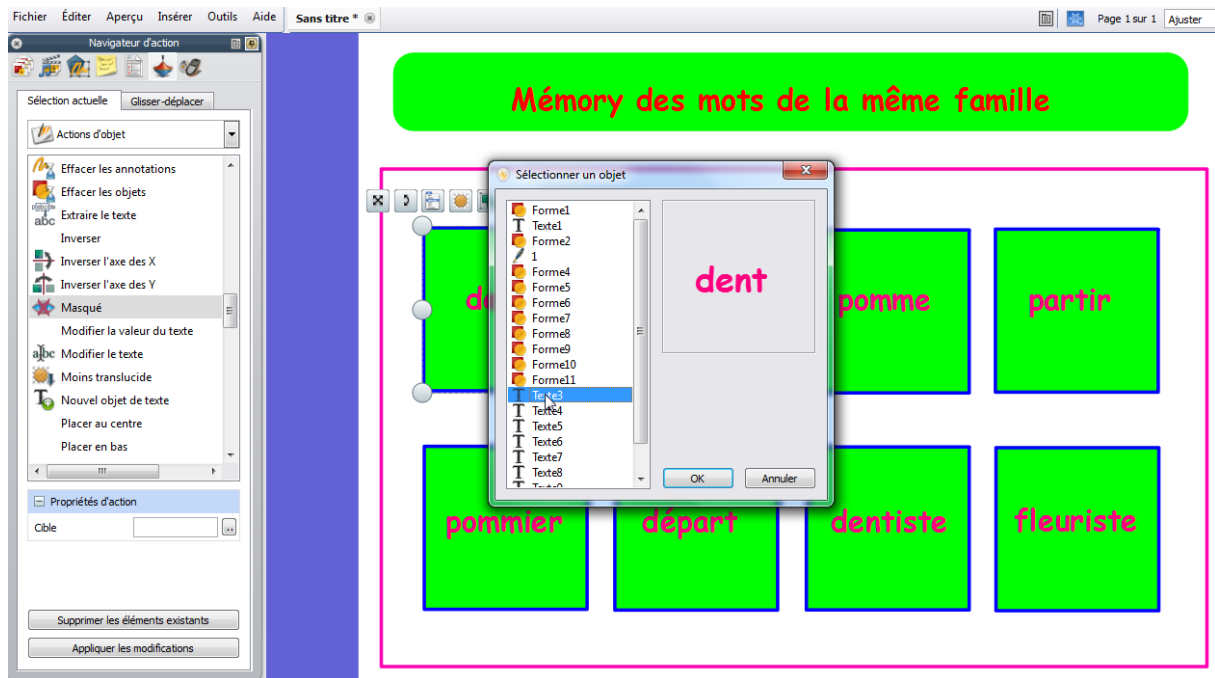 Fichier Éditer Aperçu Insérer Outils Aide Sans titre * Page 1 sur 1 Ajuster
Navigateur d'action
Sélection actuelle Glisser-déplacer
Actions d'objet
Effacer les annotations
Effacer les objets
Extraire le texte
Inverser
Inverser l'axe des X
Inverser l'axe des Y
Masqué
Modifier la valeur du texte
Modifier le texte
Moins translucide
Nouvel objet de texte
Placer au centre
Placer en bas
Propriétés d'action
Cible
Supprimer les éléments existants
Appliquer les modifications
Mémory des mots de la même famille
Sélectionner un objet
Forme1
Texte1
Forme2
1
Forme4
Forme5
Forme6
Forme7
Forme8
Forme9
Forme10
Forme11
Texte3
Texte4
Texte5
Texte6
Texte7
Texte8
dent
OK Annuler
pomme partir
pommier départ dentiste fleuriste